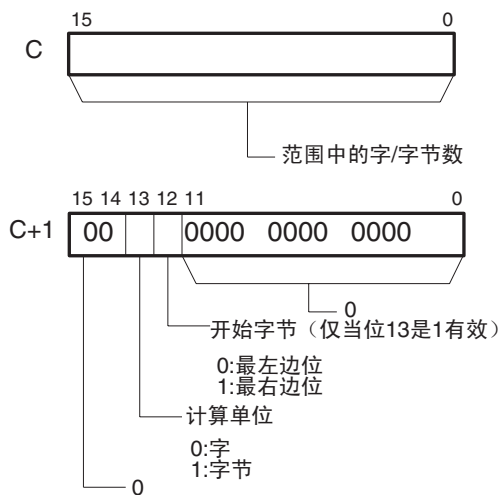 15 0
C
范围中的字/字节数
15 14 13 12 11 0
C+1 00 0000 0000 0000
0
开始字节（仅当位13是1有效）
0:最左边位
1:最右边位
计算单位
0:字
1:字节
0